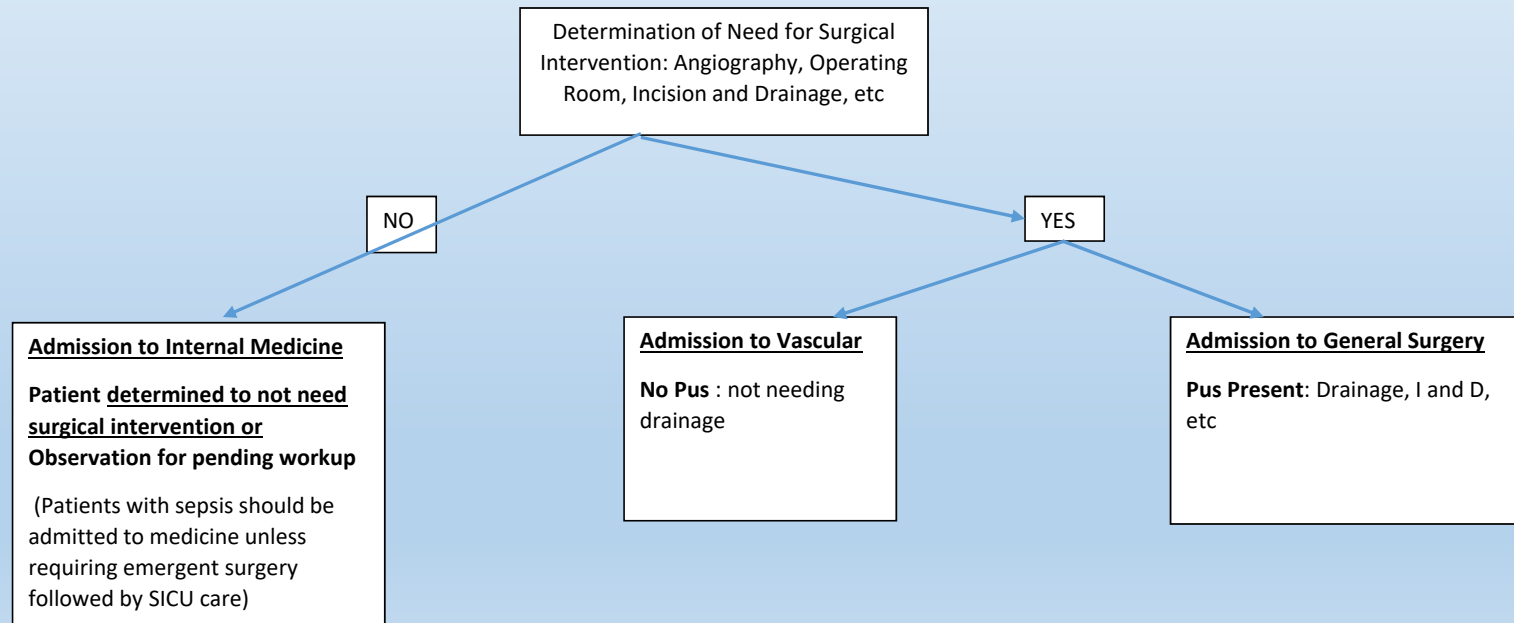 Determination of Need for Surgical
Intervention: Angiography, Operating
Room, Incision and Drainage, etc
NO
YES
Admission to Internal Medicine
Patient determined to not need
surgical intervention or
Observation for pending workup
(Patients with sepsis should be
admitted to medicine unless
requiring emergent surgery
followed by SICU care)
Admission to Vascular
No Pus : not needing
drainage
Admission to General Surgery
Pus Present: Drainage, I and D,
etc